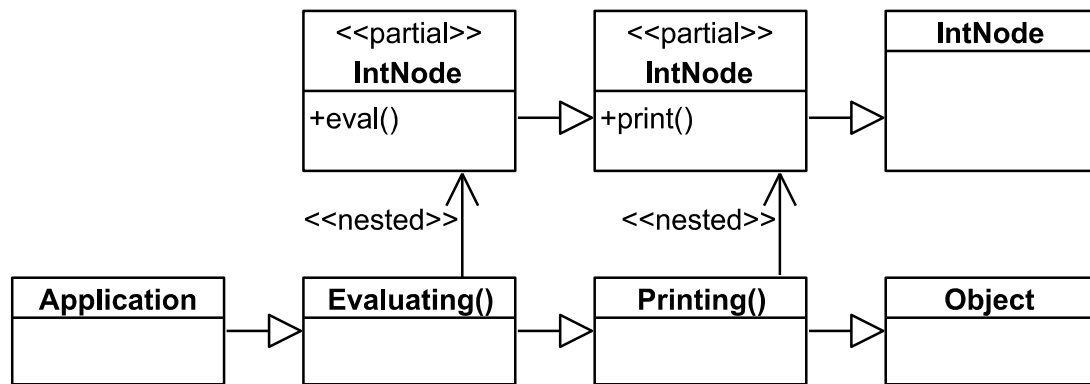 <<partial>>
IntNode
+eval()
<<partial>>
IntNode
+print()
IntNode
<<nested>>
<<nested>>
Application
Evaluating()
Printing()
Object